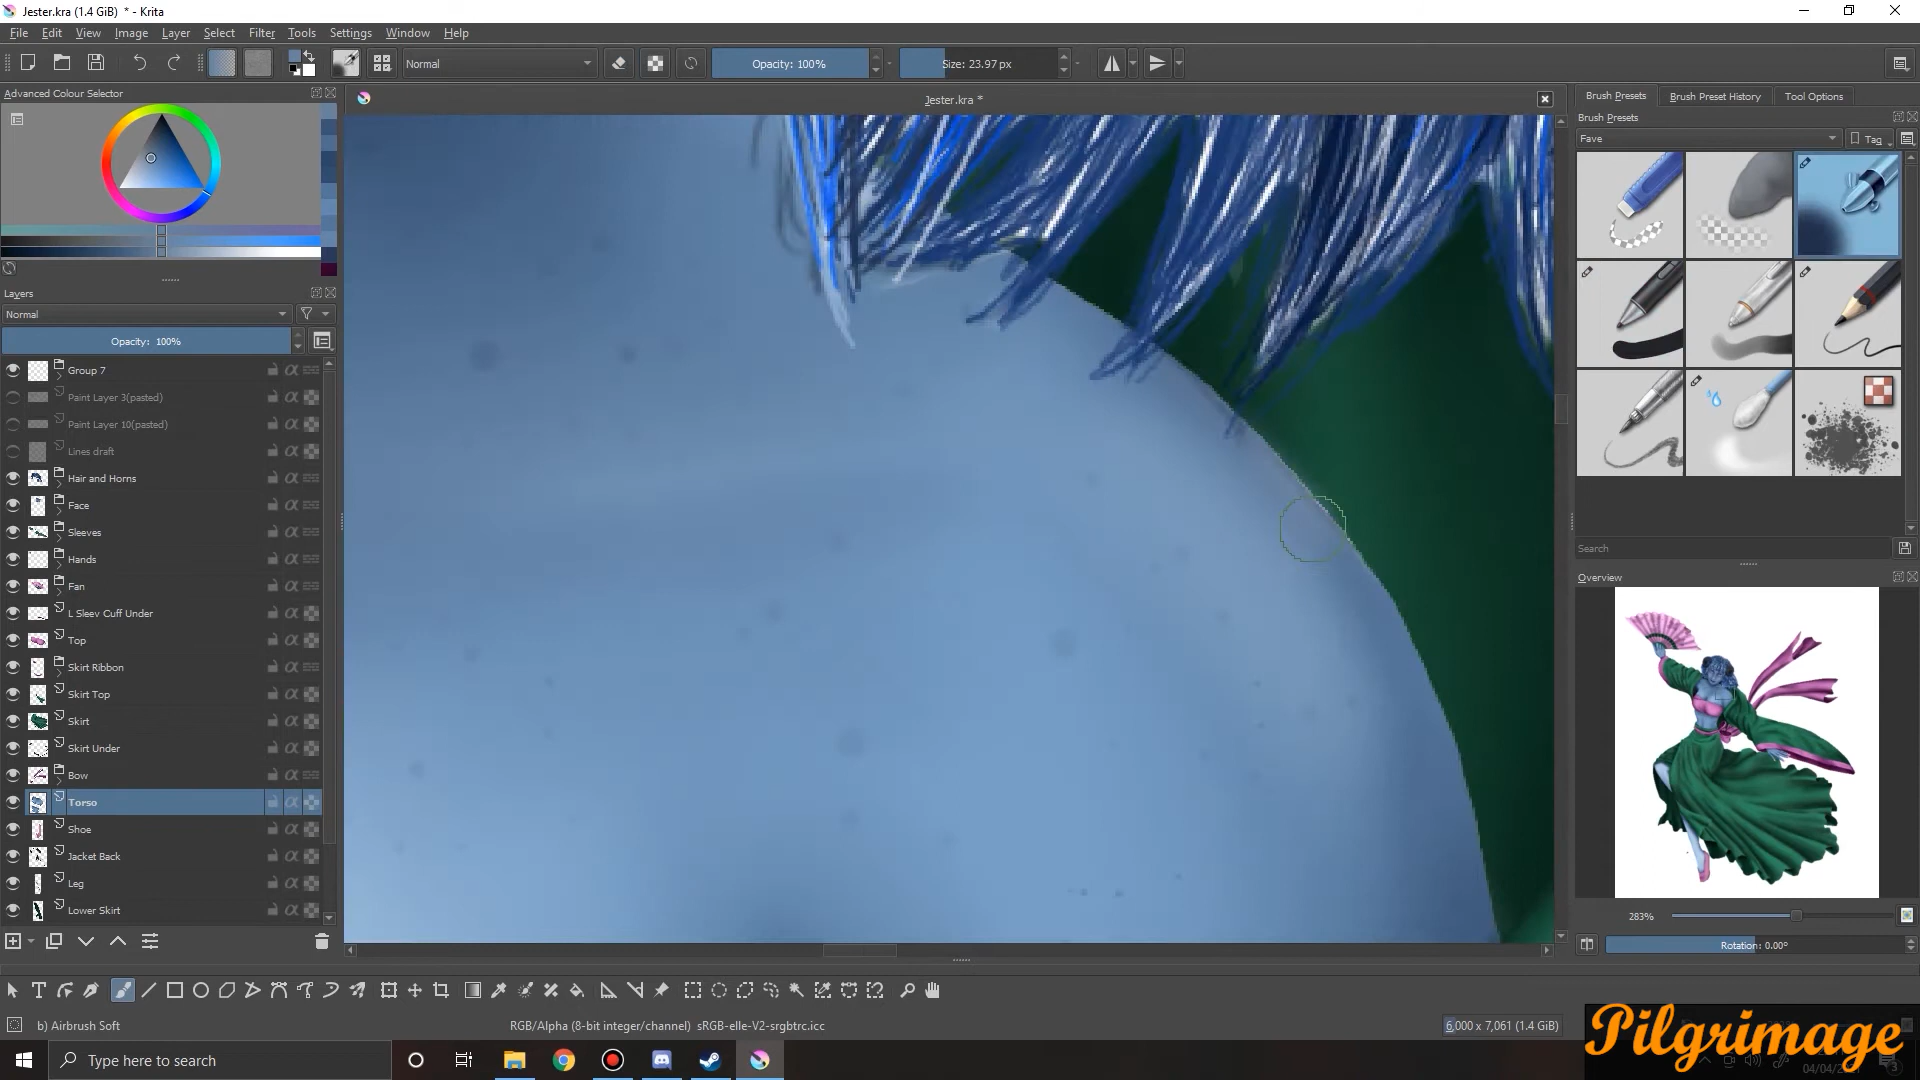 Jester.kra (1.4 GiB) * - Krita
File Edit View Image Layer Select Filter Tools Settings Window Help
Normal
Opacity: 100%
Size: 23.97 px
Advanced Colour Selector
Jester.kra *
Brush Presets Brush Preset History Tool Options
Brush Presets
Fave
Tag
Layers
Normal
Opacity: 100%
Group 7
Paint Layer 3(pasted)
Paint Layer 10(pasted)
Lines draft
Hair and Horns
Face
Sleeves
Hands
Fan
L Sleev Cuff Under
Top
Skirt Ribbon
Skirt Top
Skirt
Skirt Under
Bow
Torso
Shoe
Jacket Back
Leg
Lower Skirt
Search
Overview
283%
Rotation: 0.00°
b) Airbrush Soft
RGB/Alpha (8-bit integer/channel) sRGB-elle-V2-srgbtrc.icc
6,000 x 7,061 (1.4 GiB)
Type here to search
Pilgrimage